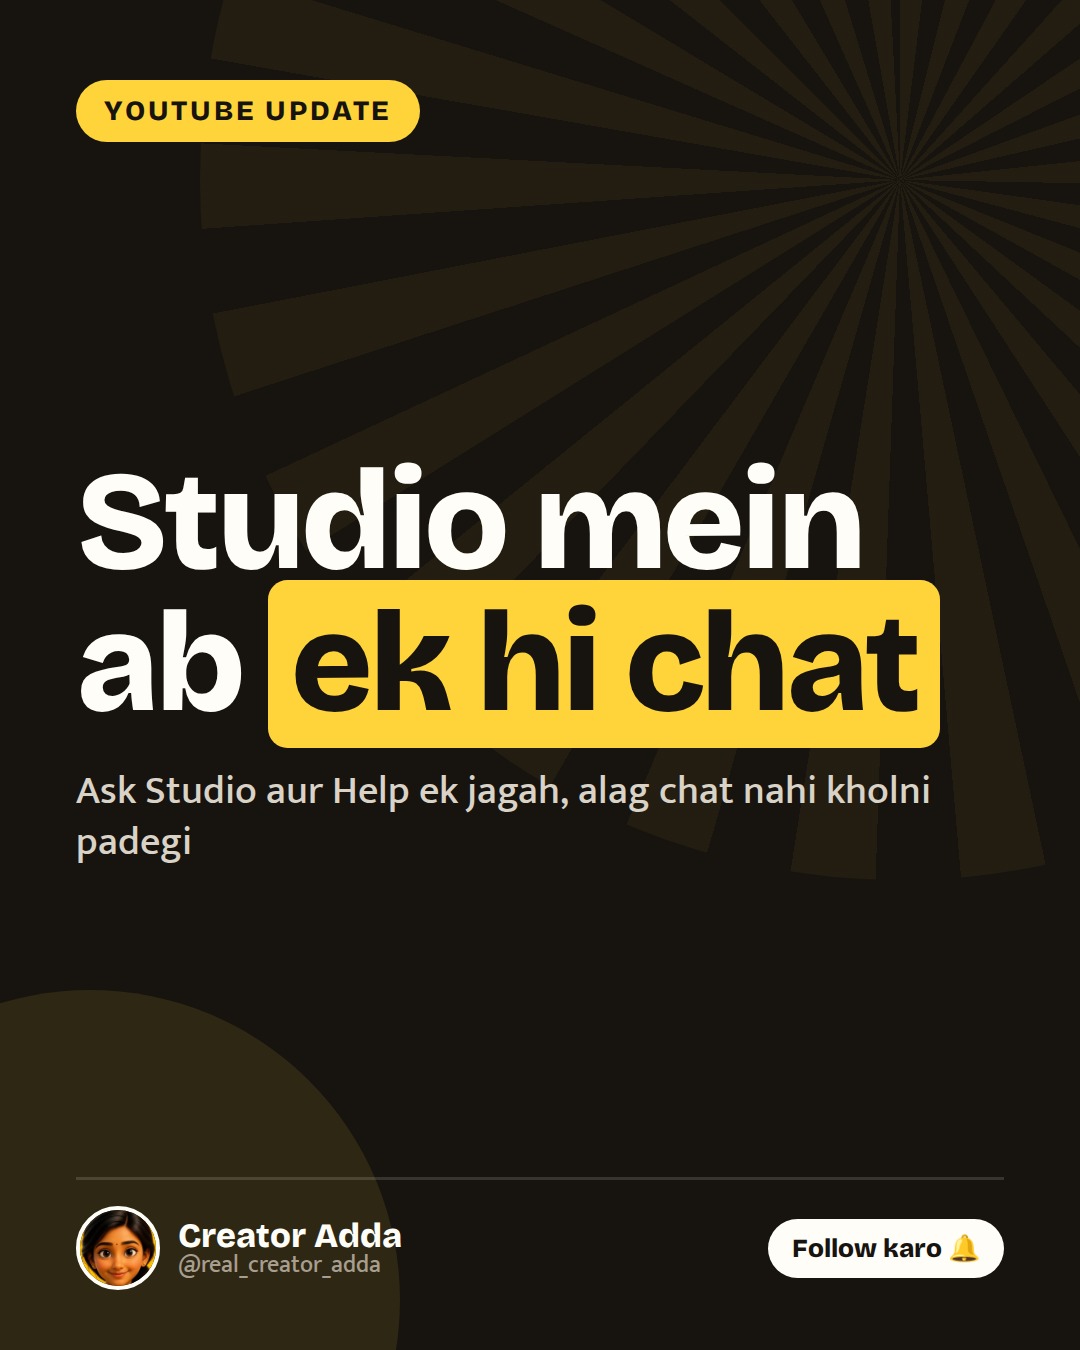 YOUTUBE UPDATE
Studio mein
ab ek hi chat
Ask Studio aur Help ek jagah, alag chat nahi kholni
padegi
Creator Adda
@real_creator_adda
Follow karo 🔔